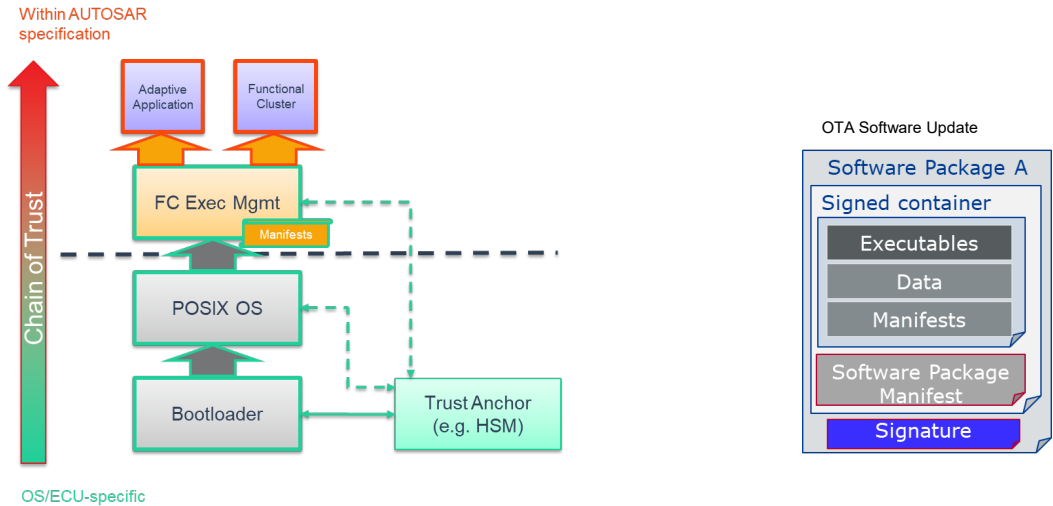 Within AUTOSAR
specification
Adaptive
Application
Functional
Cluster
FC Exec Mgmt
Manifests
Chain of Trust
POSIX OS
Bootloader
Trust Anchor
(e.g. HSM)
OS/ECU-specific
OTA Software Update
Software Package A
Signed container
Executables
Data
Manifests
Software Package
Manifest
Signature